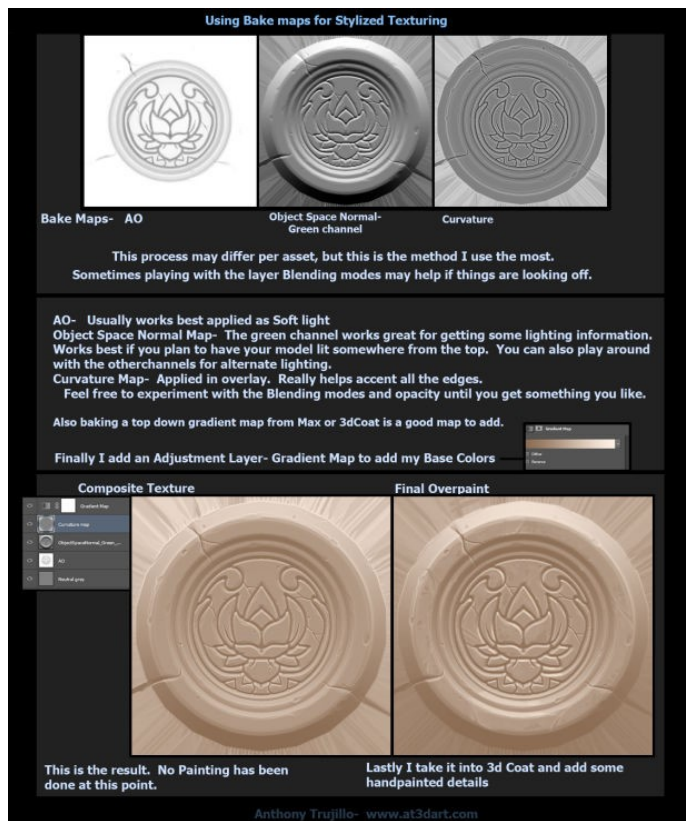 Using Bake maps for Stylized Texturing
Bake Maps- AO
Object Space Normal-
Green channel
Curvature
This process may differ per asset, but this is the method I use the most.
Sometimes playing with the layer Blending modes may help if things are looking off.
AO- Usually works best applied as Soft light
Object Space Normal Map- The green channel works great for getting some lighting information.
Works best if you plan to have your model lit somewhere from the top. You can also play around
with the otherchannels for alternate lighting.
Curvature Map- Applied in overlay. Really helps accent all the edges.
Feel free to experiment with the Blending modes and opacity until you get something you like.
Also baking a top down gradient map from Max or 3dCoat is a good map to add.
Gradient Map
Dither
Reverse
Finally I add an Adjustment Layer- Gradient Map to add my Base Colors
Composite Texture
Final Overpaint
Gradient Map
Curvature map
ObjectSpaceNormal_Green_...
AO
Neutral grey
This is the result. No Painting has been
done at this point.
Lastly I take it into 3d Coat and add some
handpainted details
Anthony Trujillo- www.at3dart.com